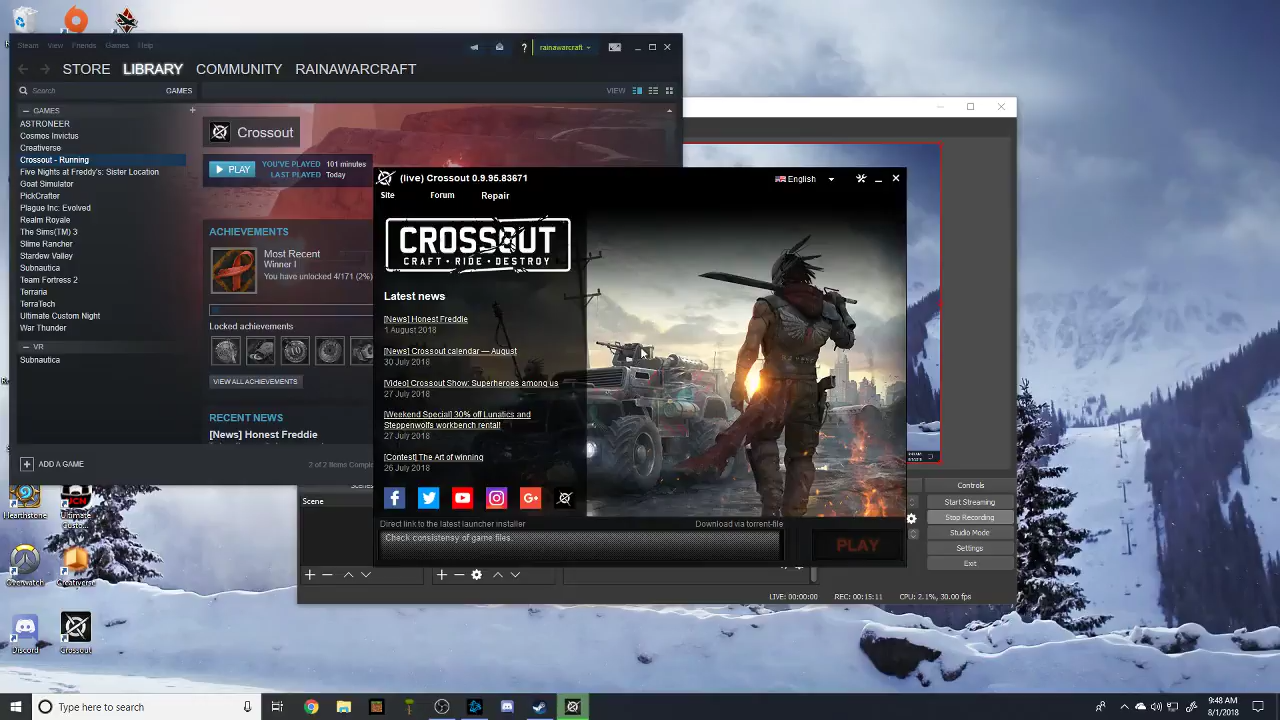 Steam View Friends Games Help
rainawarcraft
STORE LIBRARY COMMUNITY RAINAWARCRAFT
Search GAMES
VIEW
GAMES
ASTRONEER
Cosmos Invictus
Creativerse
Crossout - Running
Five Nights at Freddy's: Sister Location
Goat Simulator
PickCrafter
Plague Inc: Evolved
Realm Royale
The Sims(TM) 3
Slime Rancher
Stardew Valley
Subnautica
Team Fortress 2
Terraria
TerraTech
Ultimate Custom Night
War Thunder
VR
Subnautica
ADD A GAME
Crossout
PLAY
YOU'VE PLAYED 101 minutes
LAST PLAYED Today
ACHIEVEMENTS
Most Recent
Winner I
You have unlocked 4/171 (2%)
Locked achievements
VIEW ALL ACHIEVEMENTS
RECENT NEWS
[News] Honest Freddie
2 of 2 Items Comple
(live) Crossout 0.9.95.83671
English
Site Forum Repair
CROSSOUT
CRAFT • RIDE • DESTROY
Latest news
[News] Honest Freddie
1 August 2018
[News] Crossout calendar — August
30 July 2018
[Video] Crossout Show: Superheroes among us
27 July 2018
[Weekend Special] 30% off Lunatics and
Steppenwolfs workbench rental!
27 July 2018
[Contest] The Art of winning
26 July 2018
Direct link to the latest launcher installer
Download via torrent-file
Check consistensy of game files..
PLAY
Scene
Controls
Start Streaming
Stop Recording
Studio Mode
Settings
Exit
LIVE: 00:00:00 REC: 00:15:11 CPU: 2.1%, 30.00 fps
Hearthstone
Ultimate
Overwatch
Creativerse
Discord
Crossout
Type here to search
9:48 AM
8/1/2018